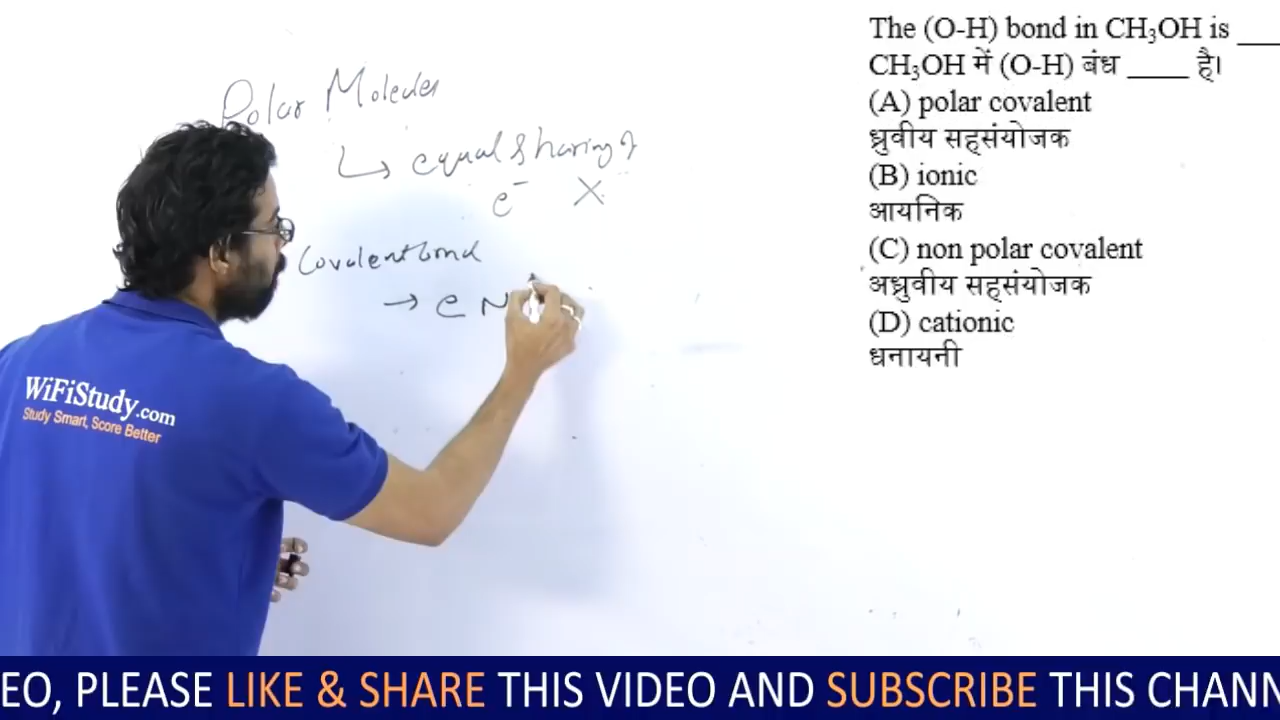 The (O-H) bond in CH₃OH is ____
CH₃OH में (O-H) बंध ____ है।
(A) polar covalent
ध्रुवीय सहसंयोजक
(B) ionic
आयनिक
(C) non polar covalent
अध्रुवीय सहसंयोजक
(D) cationic
धनायनी
Polar Molecules
↳ equal sharing of
e⁻ X
Covalent bond
→ e N
WiFiStudy.com
Study Smart, Score Better
EO, PLEASE LIKE & SHARE THIS VIDEO AND SUBSCRIBE THIS CHANN